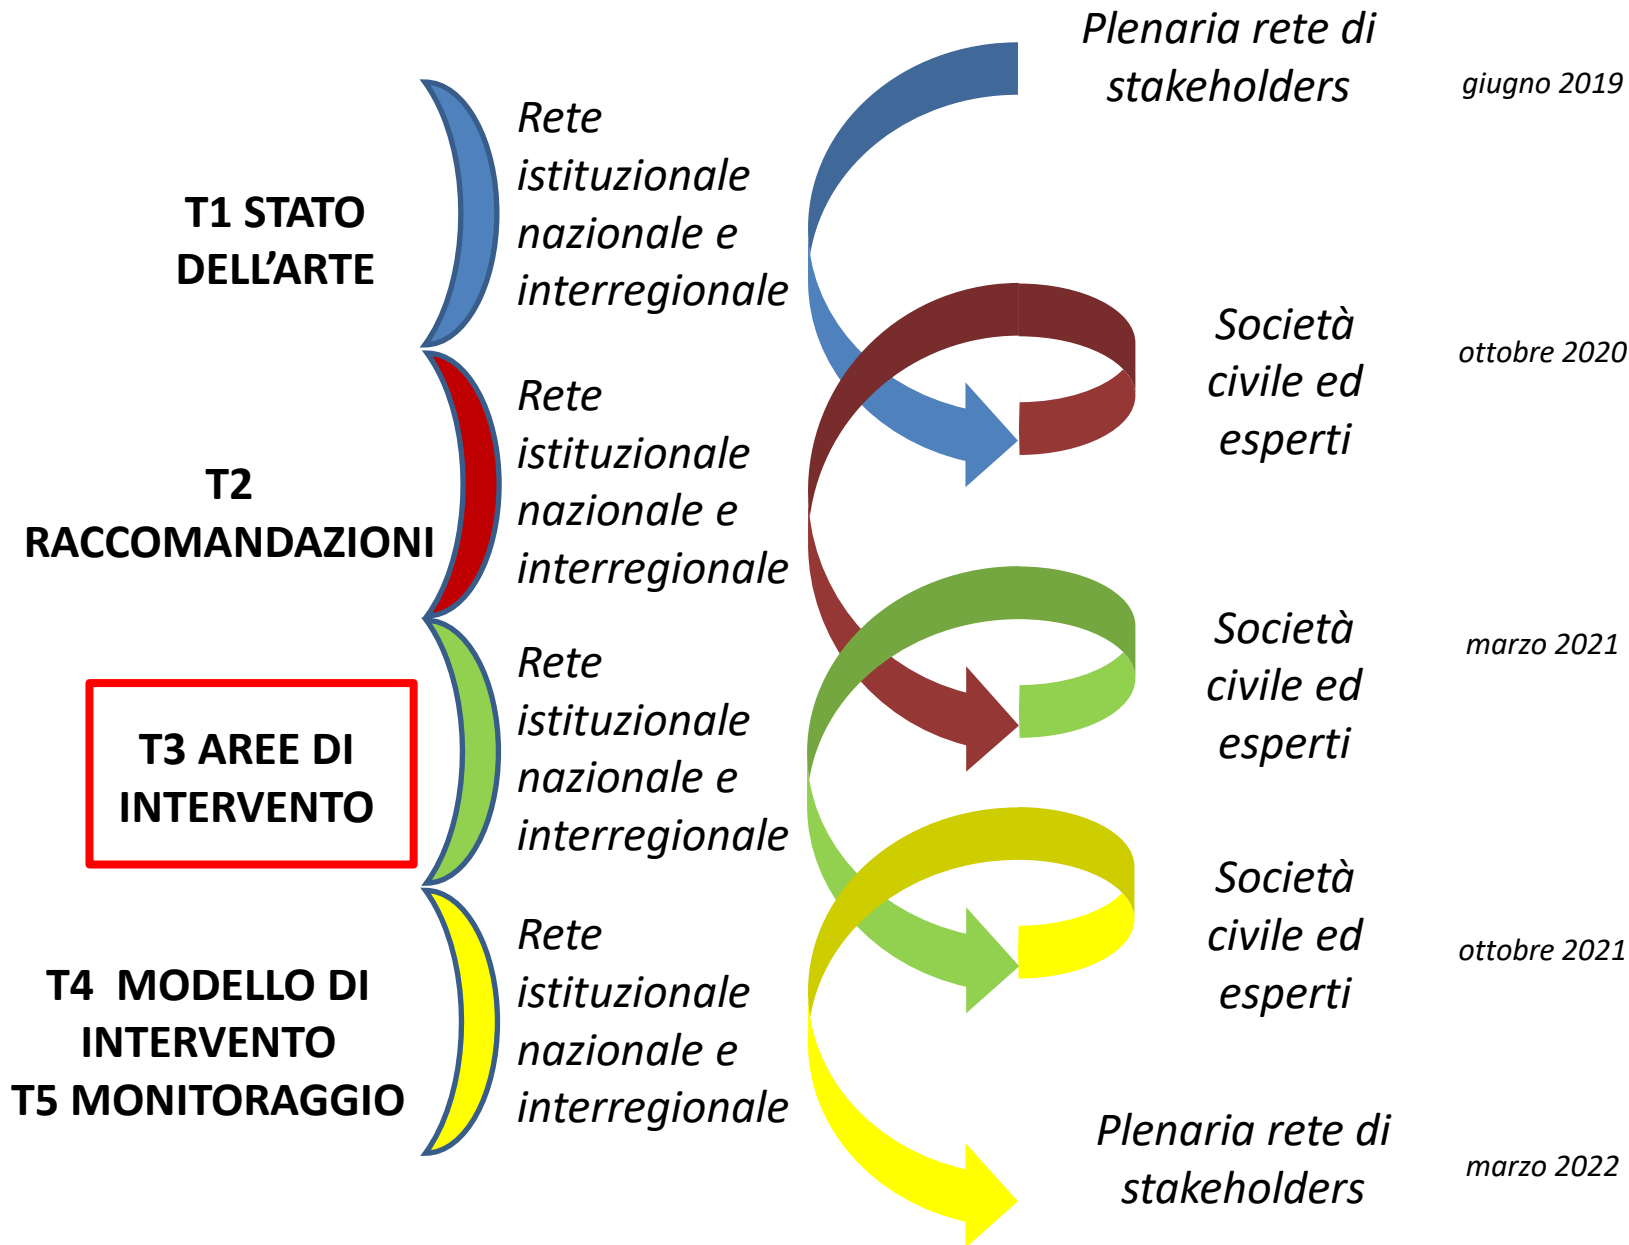 Plenaria rete di
stakeholders
giugno 2019
T1 STATO
DELL’ARTE
Rete
istituzionale
nazionale e
interregionale
Società
civile ed
esperti
ottobre 2020
T2
RACCOMANDAZIONI
Rete
istituzionale
nazionale e
interregionale
Società
civile ed
esperti
marzo 2021
T3 AREE DI
INTERVENTO
Rete
istituzionale
nazionale e
interregionale
Società
civile ed
esperti
ottobre 2021
T4  MODELLO DI
INTERVENTO
T5 MONITORAGGIO
Rete
istituzionale
nazionale e
interregionale
Plenaria rete di
stakeholders
marzo 2022